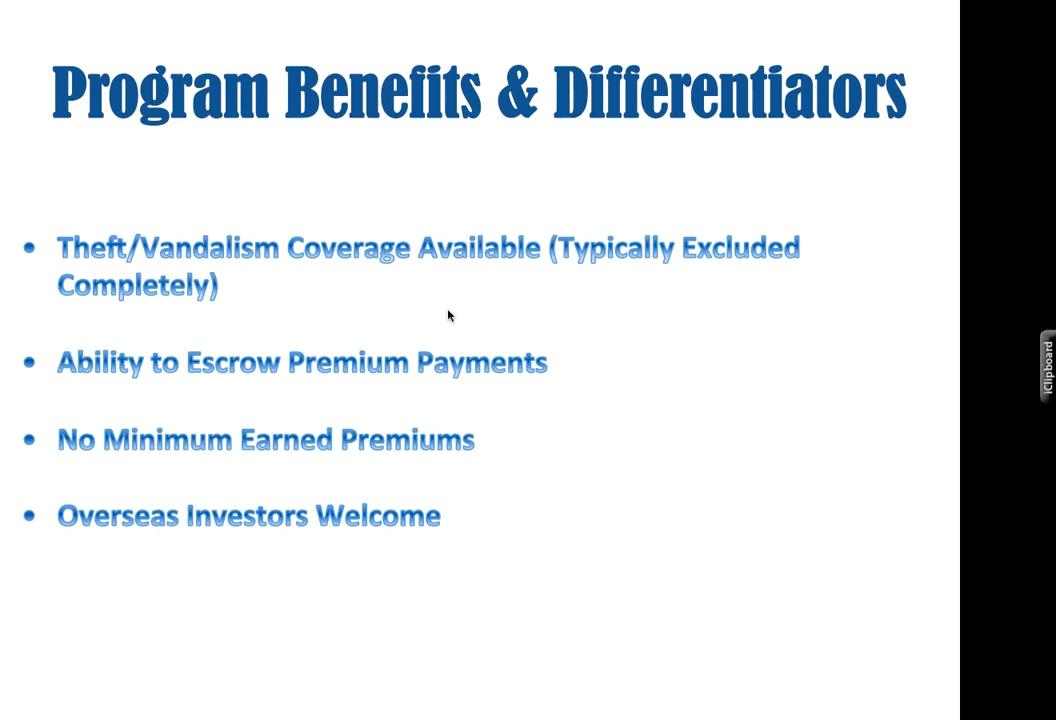 Program Benefits & Differentiators
• Theft/Vandalism Coverage Available (Typically Excluded
Completely)
• Ability to Escrow Premium Payments
• No Minimum Earned Premiums
• Overseas Investors Welcome
iClipboard